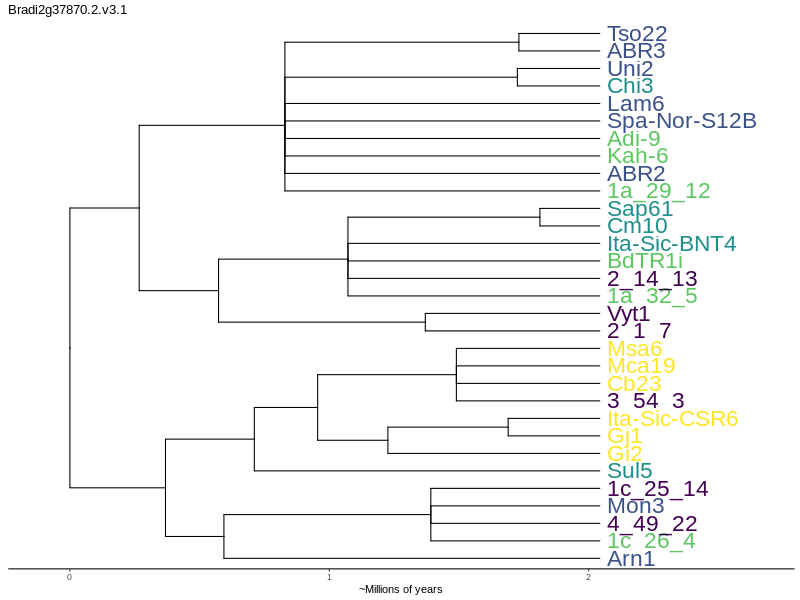 Bradi2g37870.2.v3.1
Tso22
ABR3
Uni2
Chi3
Lam6
Spa-Nor-S12B
Adi-9
Kah-6
ABR2
1a_29_12
Sap61
Cm10
Ita-Sic-BNT4
BdTR1i
2_14_13
1a_32_5
Vyt1
2_1_7
Msa6
Mca19
Cb23
3_54_3
Ita-Sic-CSR6
Gj1
Gi2
Sul5
1c_25_14
Mon3
4_49_22
1c_26_4
Arn1
0 1 2
~Millions of years